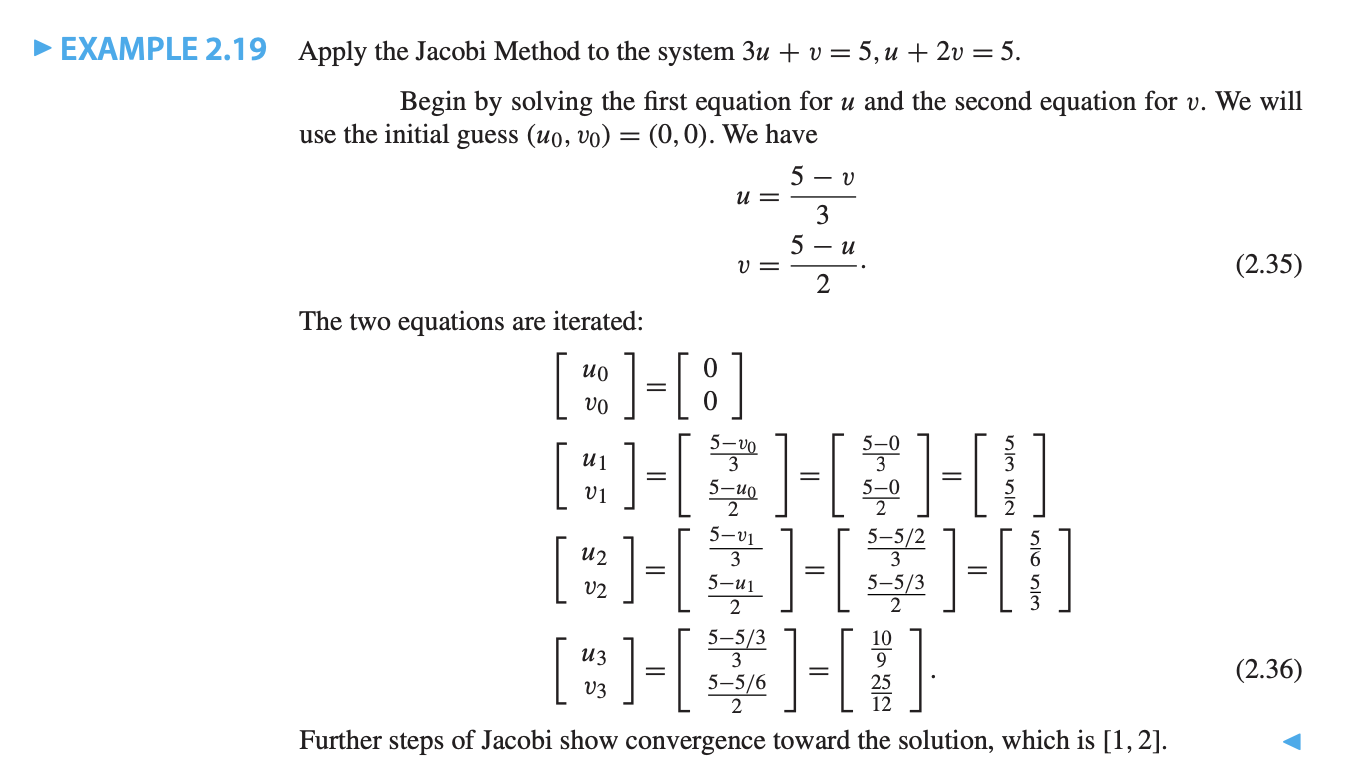 ► EXAMPLE 2.19 Apply the Jacobi Method to the system 3u + v = 5, u + 2v = 5.
Begin by solving the first equation for u and the second equation for v. We will
use the initial guess (u₀, v₀) = (0, 0). We have
u = \frac{5 − v}{3}
v = \frac{5 − u}{2}. (2.35)
The two equations are iterated:
\begin{bmatrix} u_0 \\ v_0 \end{bmatrix} = \begin{bmatrix} 0 \\ 0 \end{bmatrix}
\begin{bmatrix} u_1 \\ v_1 \end{bmatrix} = \begin{bmatrix} \frac{5−v_0}{3} \\ \frac{5−u_0}{2} \end{bmatrix} = \begin{bmatrix} \frac{5−0}{3} \\ \frac{5−0}{2} \end{bmatrix} = \begin{bmatrix} \frac{5}{3} \\ \frac{5}{2} \end{bmatrix}
\begin{bmatrix} u_2 \\ v_2 \end{bmatrix} = \begin{bmatrix} \frac{5−v_1}{3} \\ \frac{5−u_1}{2} \end{bmatrix} = \begin{bmatrix} \frac{5−5/2}{3} \\ \frac{5−5/3}{2} \end{bmatrix} = \begin{bmatrix} \frac{5}{6} \\ \frac{5}{3} \end{bmatrix}
\begin{bmatrix} u_3 \\ v_3 \end{bmatrix} = \begin{bmatrix} \frac{5−5/3}{3} \\ \frac{5−5/6}{2} \end{bmatrix} = \begin{bmatrix} \frac{10}{9} \\ \frac{25}{12} \end{bmatrix}. (2.36)
Further steps of Jacobi show convergence toward the solution, which is [1, 2]. ◄